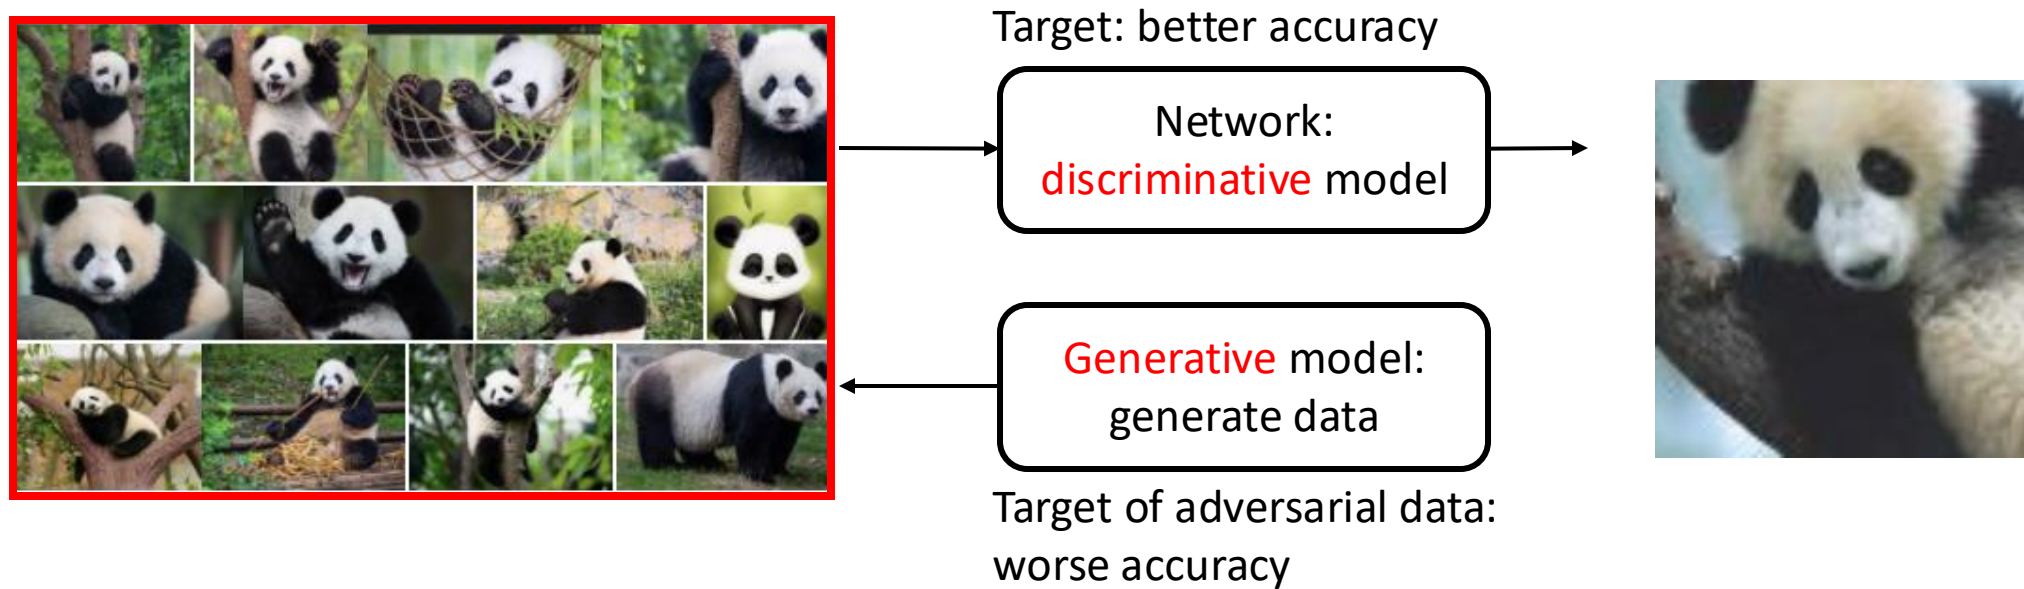 Target: better accuracy
Network:
discriminative model
Generative model:
generate data
Target of adversarial data:
worse accuracy